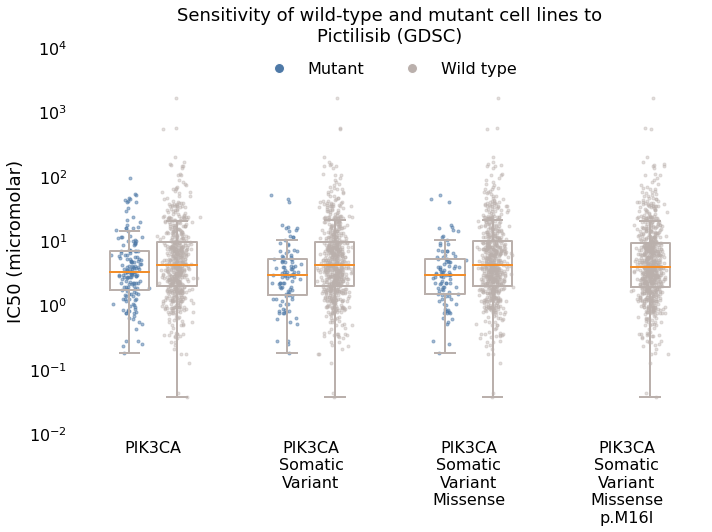 Sensitivity of wild-type and mutant cell lines to
Pictilisib (GDSC)
Mutant
Wild type
10⁴
10³
10²
10¹
10⁰
10⁻¹
10⁻²
IC50 (micromolar)
PIK3CA
PIK3CA
Somatic
Variant
PIK3CA
Somatic
Variant
Missense
PIK3CA
Somatic
Variant
Missense
p.M16I